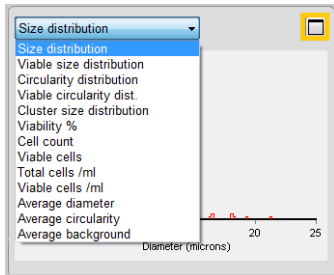 Size distribution
Size distribution
Viable size distribution
Circularity distribution
Viable circularity dist.
Cluster size distribution
Viability %
Cell count
Viable cells
Total cells /ml
Viable cells /ml
Average diameter
Average circularity
Average background
20 25
Diameter (microns)